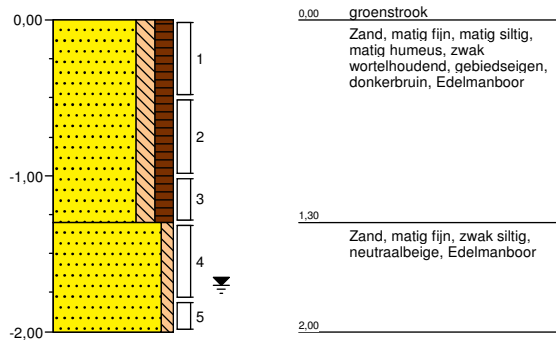 0,00
-1,00
-2,00
1
2
3
4
5
0,00
groenstrook
Zand, matig fijn, matig siltig,
matig humeus, zwak
wortelhoudend, gebiedseigen,
donkerbruin, Edelmanboor
1,30
Zand, matig fijn, zwak siltig,
neutraalbeige, Edelmanboor
2,00